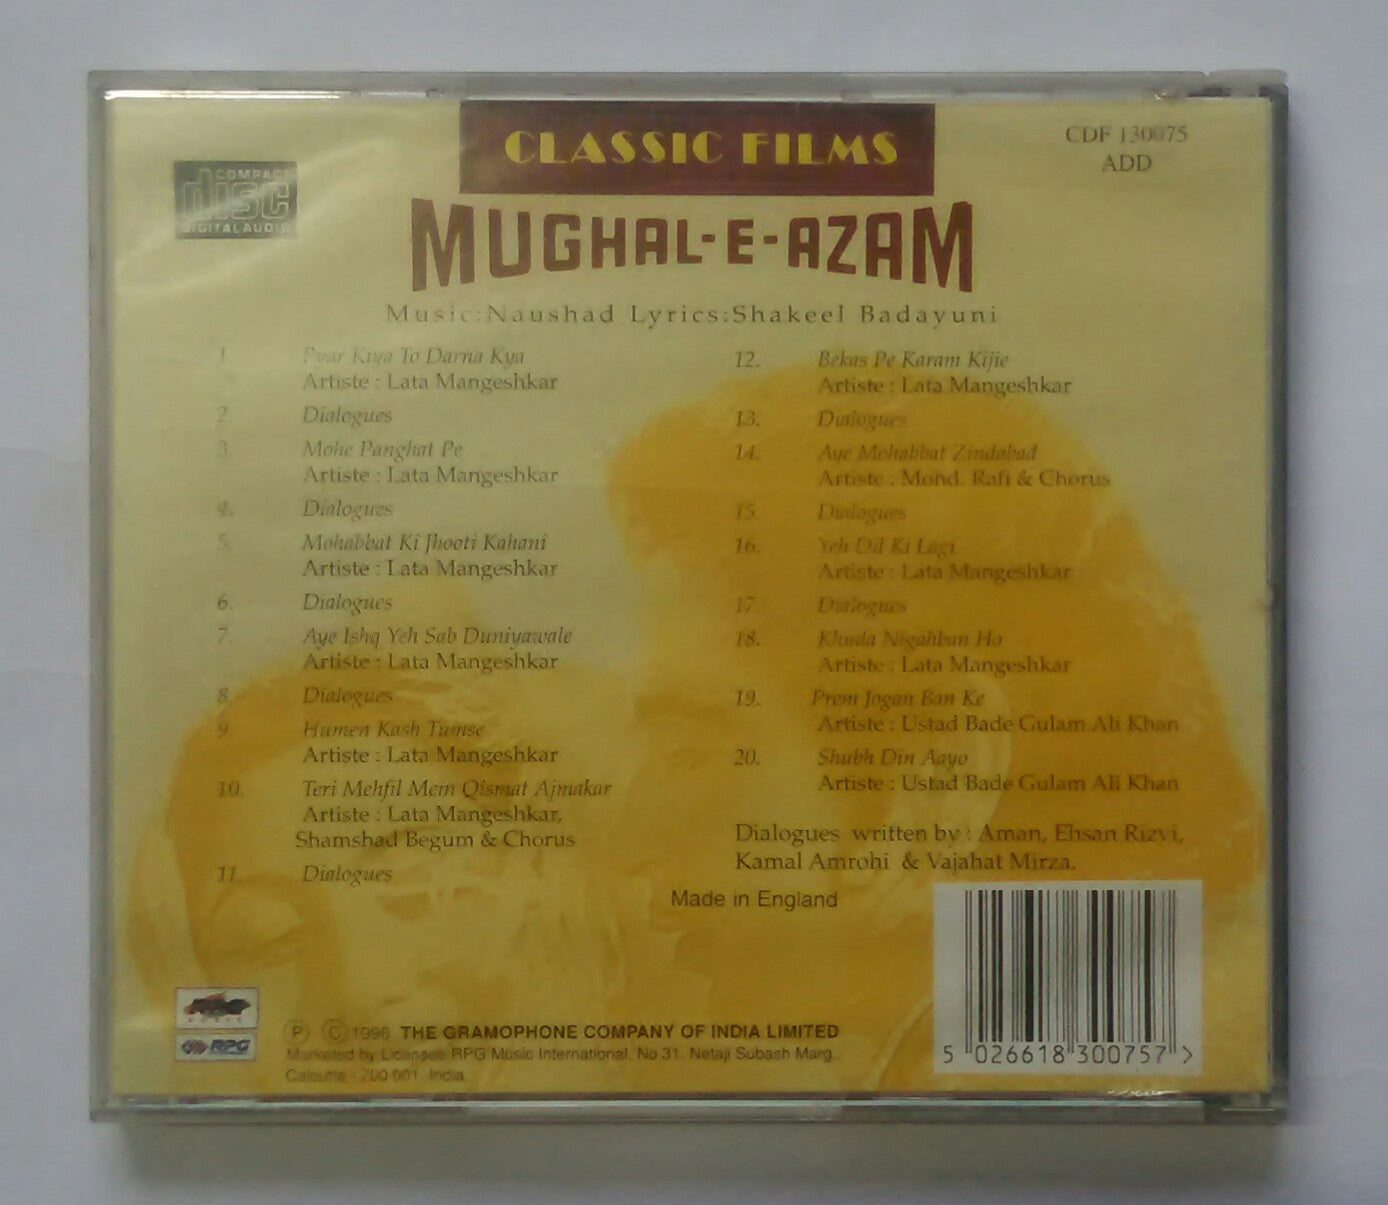 CLASSIC FILMS
CDF 130075
ADD
COMPACT
disc
DIGITAL AUDIO
MUGHAL-E-AZAM
Music:Naushad Lyrics:Shakeel Badayuni
1. Pyar Kiya To Darna Kya
Artiste : Lata Mangeshkar
2. Dialogues
3. Mohe Panghat Pe
Artiste : Lata Mangeshkar
4. Dialogues
5. Mohabbat Ki Jhooti Kahani
Artiste : Lata Mangeshkar
6. Dialogues
7. Aye Ishq Yeh Sab Duniyawale
Artiste : Lata Mangeshkar
8. Dialogues
9. Humen Kash Tumse
Artiste : Lata Mangeshkar
10. Teri Mehfil Mein Qismat Ajmakar
Artiste : Lata Mangeshkar,
Shamshad Begum & Chorus
11. Dialogues
12. Bekas Pe Karam Kijie
Artiste : Lata Mangeshkar
13. Dialogues
14. Aye Mohabbat Zindabad
Artiste : Mohd. Rafi & Chorus
15. Dialogues
16. Yeh Dil Ki Lagi
Artiste : Lata Mangeshkar
17. Dialogues
18. Khuda Nigahban Ho
Artiste : Lata Mangeshkar
19. Prem Jogan Ban Ke
Artiste : Ustad Bade Gulam Ali Khan
20. Shubh Din Aayo
Artiste : Ustad Bade Gulam Ali Khan
Dialogues written by : Aman, Ehsan Rizvi,
Kamal Amrohi & Vajahat Mirza.
Made in England
MUSIC
RPG
Ⓟ Ⓒ 1996 THE GRAMOPHONE COMPANY OF INDIA LIMITED
Marketed by Licensee RPG Music International, No.31, Netaji Subash Marg,
Calcutta - 700 001. India.
5 026618 300757 >